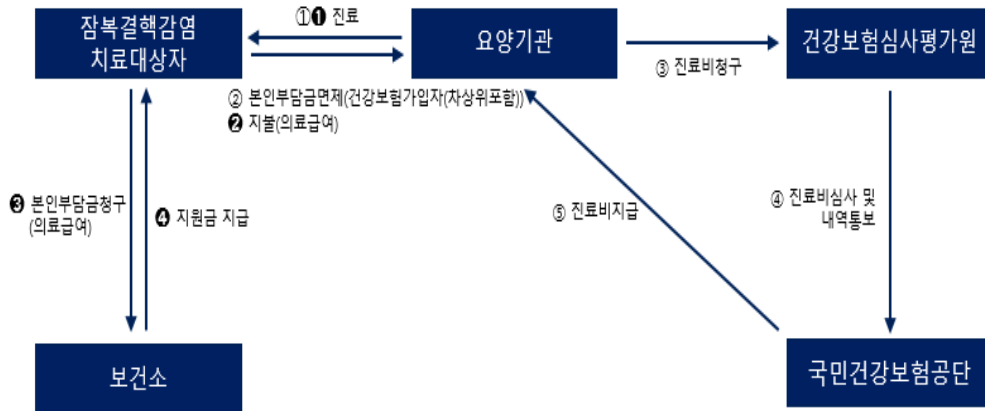 잠복결핵감염
치료대상자
①❶ 진료
요양기관
③ 진료비청구
건강보험심사평가원
② 본인부담금면제(건강보험가입자(차상위포함))
❷ 지불(의료급여)
❸ 본인부담금청구
(의료급여)
❹ 지원금 지급
⑤ 진료비지급
④ 진료비심사 및
내역통보
보건소
국민건강보험공단